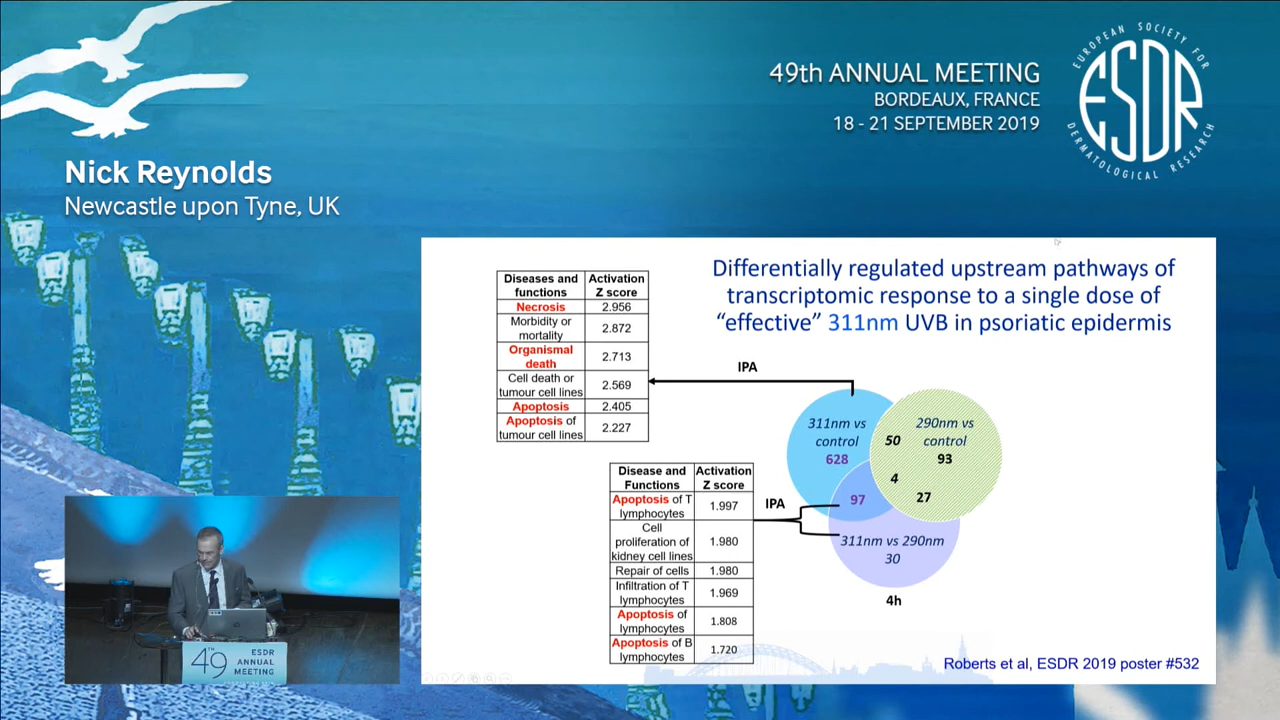 49th ANNUAL MEETING
BORDEAUX, FRANCE
18 - 21 SEPTEMBER 2019
EUROPEAN SOCIETY FOR
ESDR
DERMATOLOGICAL RESEARCH
Nick Reynolds
Newcastle upon Tyne, UK
Differentially regulated upstream pathways of
transcriptomic response to a single dose of
“effective” 311nm UVB in psoriatic epidermis
Diseases and functions Activation Z score
Necrosis 2.956
Morbidity or mortality 2.872
Organismal death 2.713
Cell death or tumour cell lines 2.569
Apoptosis 2.405
Apoptosis of tumour cell lines 2.227
IPA
311nm vs control
628
50
290nm vs control
93
4
97
27
311nm vs 290nm
30
4h
Disease and Functions Activation Z score
Apoptosis of T lymphocytes 1.997
Cell proliferation of kidney cell lines 1.980
Repair of cells 1.980
Infiltration of T lymphocytes 1.969
Apoptosis of lymphocytes 1.808
Apoptosis of B lymphocytes 1.720
IPA
Roberts et al, ESDR 2019 poster #532
49TH
ESDR
ANNUAL
MEETING